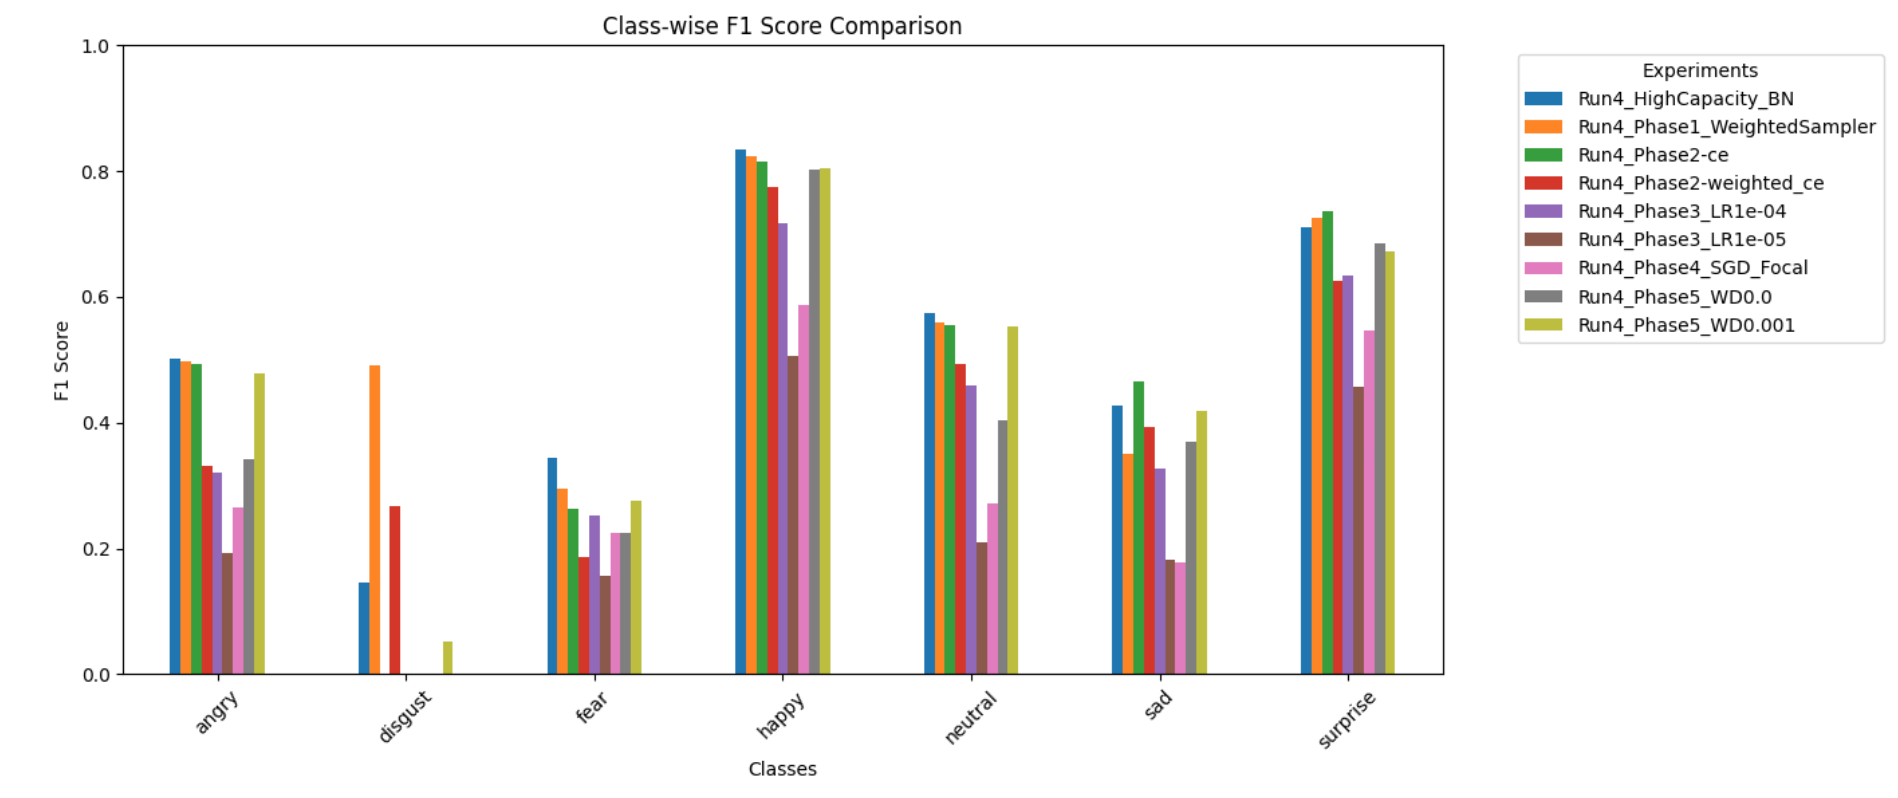 Class-wise F1 Score Comparison
1.0
0.8
0.6
0.4
0.2
0.0
F1 Score
angry
disgust
fear
happy
neutral
sad
surprise
Classes
Experiments
Run4_HighCapacity_BN
Run4_Phase1_WeightedSampler
Run4_Phase2-ce
Run4_Phase2-weighted_ce
Run4_Phase3_LR1e-04
Run4_Phase3_LR1e-05
Run4_Phase4_SGD_Focal
Run4_Phase5_WD0.0
Run4_Phase5_WD0.001